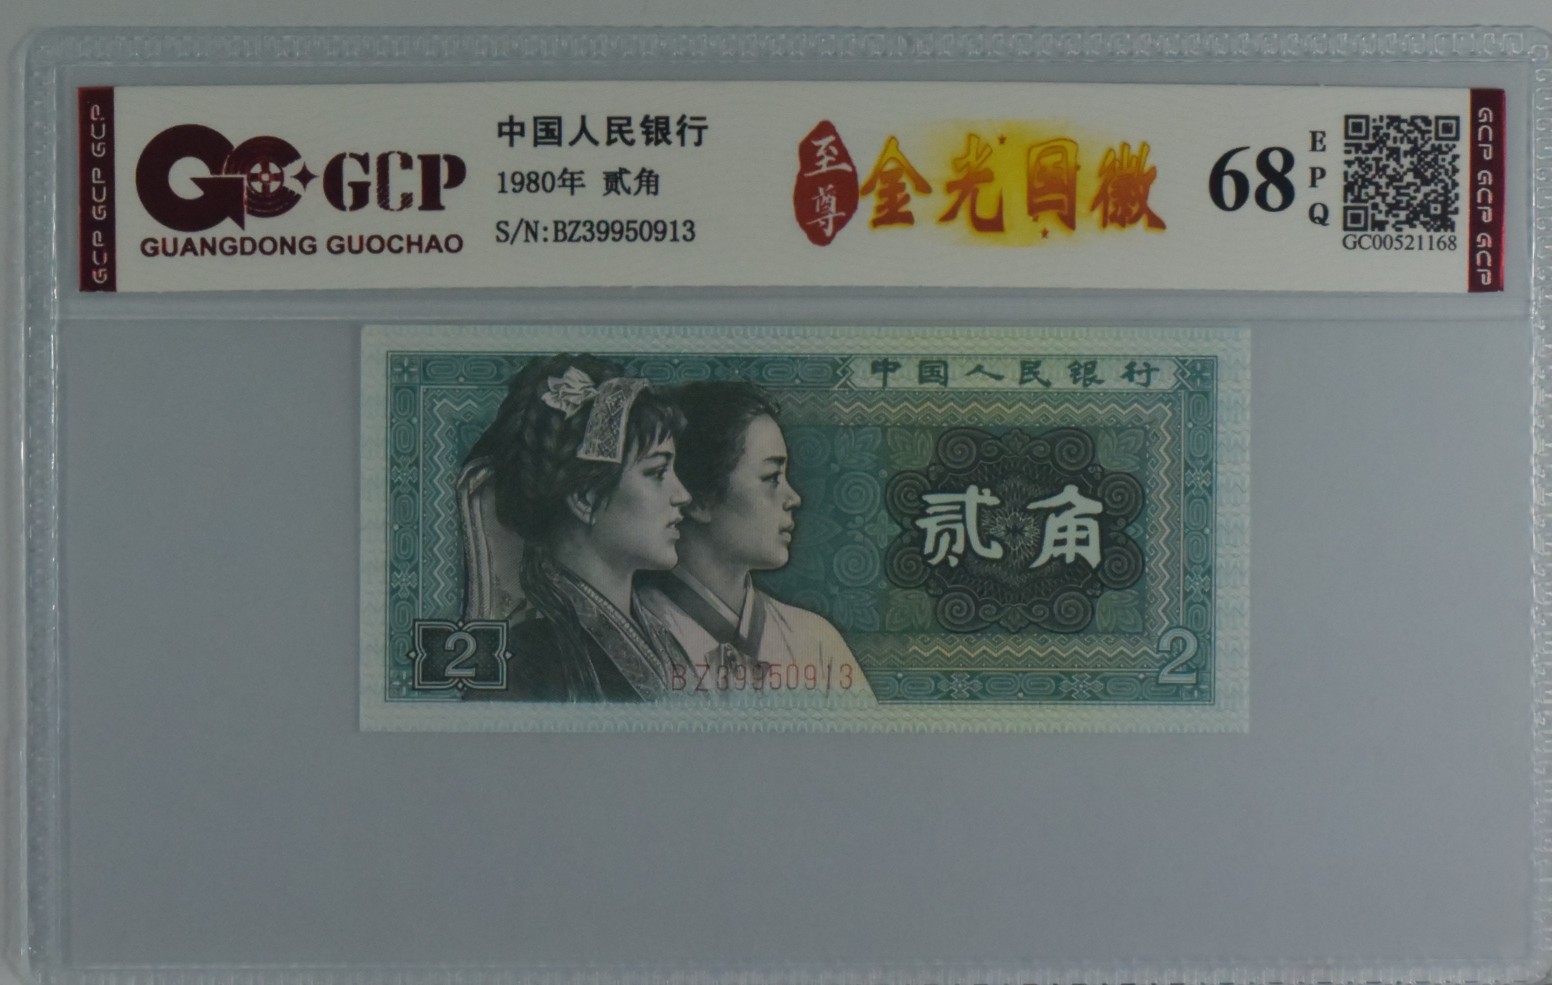 GCP GCP GCP
GCP
GUANGDONG GUOCHAO
中国人民银行
1980年 贰角
S/N:BZ39950913
至尊
金光国徽
68
EPQ
GC00521168
GCP GCP GCP
中国人民银行
贰角
2
BZ39950913
2